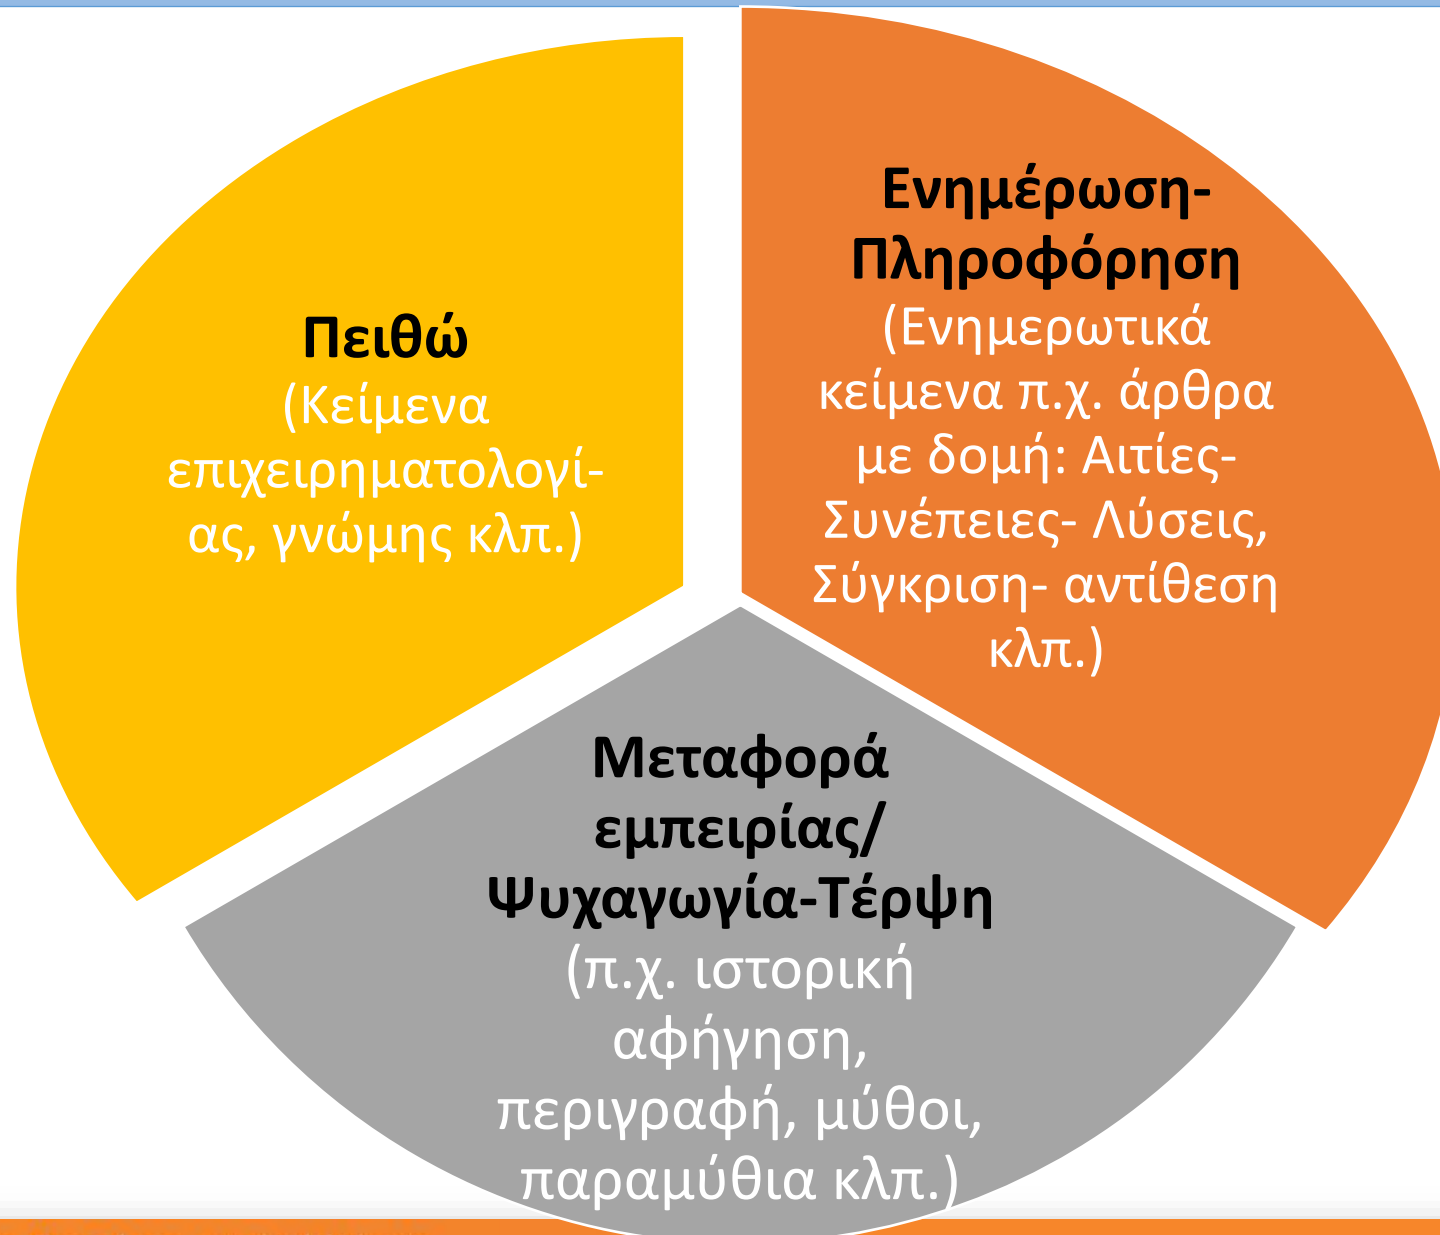 Πειθώ
(Κείμενα
επιχειρηματολογί-
ας, γνώμης κλπ.)
Ενημέρωση-
Πληροφόρηση
(Ενημερωτικά
κείμενα π.χ. άρθρα
με δομή: Αιτίες-
Συνέπειες- Λύσεις,
Σύγκριση- αντίθεση
κλπ.)
Μεταφορά
εμπειρίας/
Ψυχαγωγία-Τέρψη
(π.χ. ιστορική
αφήγηση,
περιγραφή, μύθοι,
παραμύθια κλπ.)